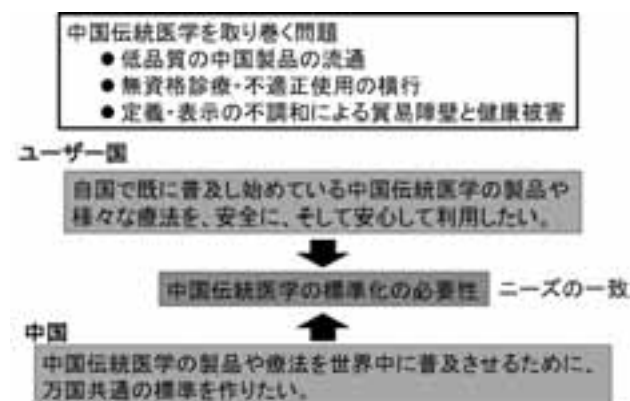 中国伝統医学を取り巻く問題
● 低品質の中国製品の流通
● 無資格診療・不適正使用の横行
● 定義・表示の不調和による貿易障壁と健康被害
ユーザー国
自国で既に普及し始めている中国伝統医学の製品や
様々な療法を、安全に、そして安心して利用したい。
中国伝統医学の標準化の必要性 ニーズの一致
中国
中国伝統医学の製品や療法を世界中に普及させるために、
万国共通の標準を作りたい。